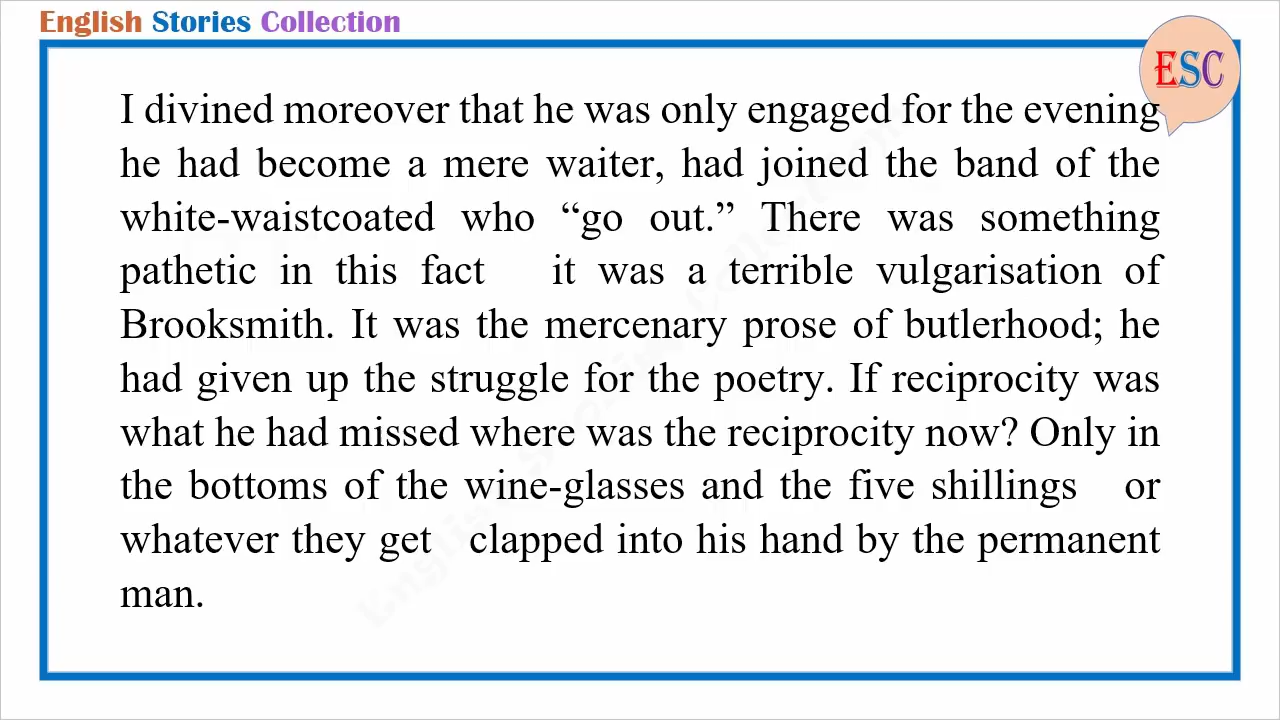 English Stories Collection
ESC
I divined moreover that he was only engaged for the evening
he had become a mere waiter, had joined the band of the
white-waistcoated who “go out.” There was something
pathetic in this fact it was a terrible vulgarisation of
Brooksmith. It was the mercenary prose of butlerhood; he
had given up the struggle for the poetry. If reciprocity was
what he had missed where was the reciprocity now? Only in
the bottoms of the wine-glasses and the five shillings or
whatever they get clapped into his hand by the permanent
man.